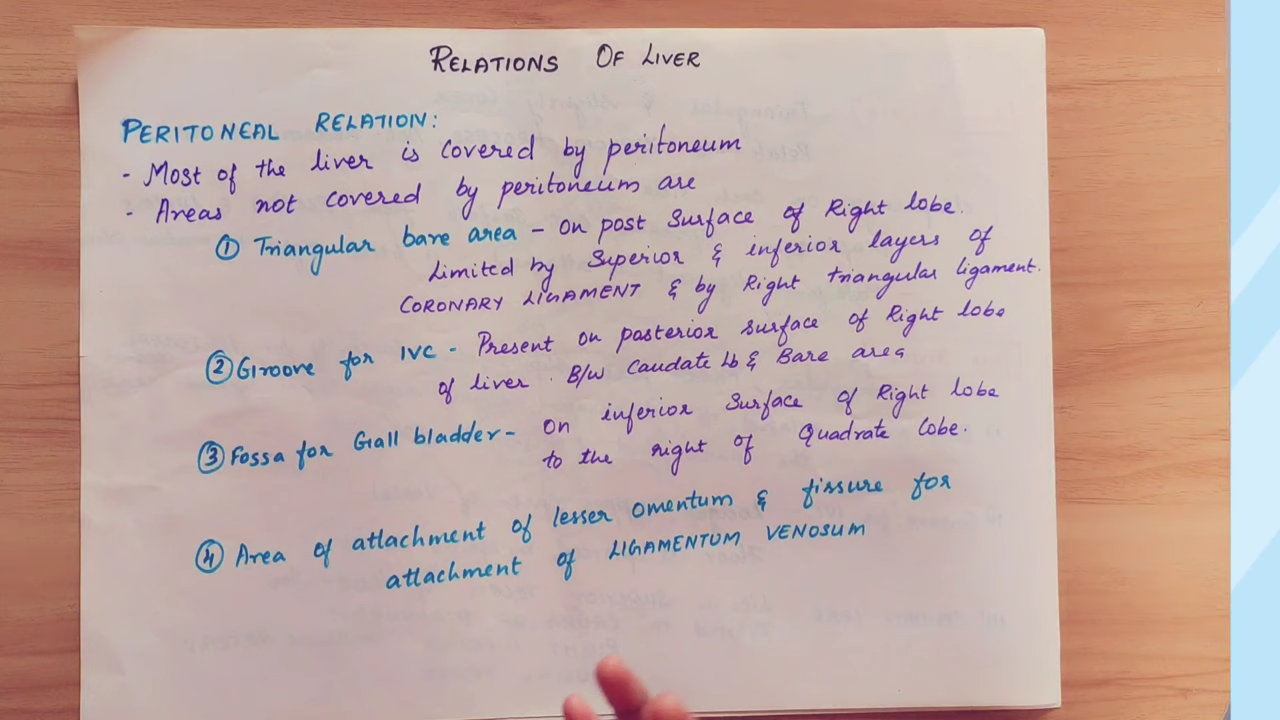 RELATIONS OF LIVER
PERITONEAL RELATION:
- Most of the liver is covered by peritoneum
- Areas not covered by peritoneum are
① Triangular bare area - on post surface of Right lobe.
Limited by Superior & inferior layers of
CORONARY LIGAMENT & by Right triangular ligament.
② Groove for IVC - Present on posterior surface of Right lobe
of liver. B/w Caudate Lb & Bare area
③ Fossa for Gall bladder - on inferior surface of Right lobe
to the right of Quadrate Lobe.
④ Area of attachment of lesser omentum & fissure for
attachment of LIGAMENTUM VENOSUM